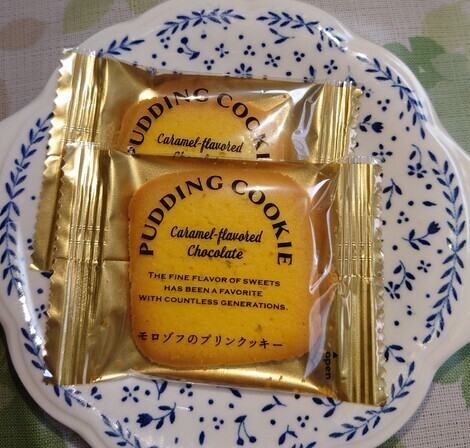 PUDDING COOKIE
Caramel-flavored
PUDDING COOKIE
Caramel-flavored
Chocolate
THE FINE FLAVOR OF SWEETS
HAS BEEN A FAVORITE
WITH COUNTLESS GENERATIONS.
モロゾフのプリンクッキー
open